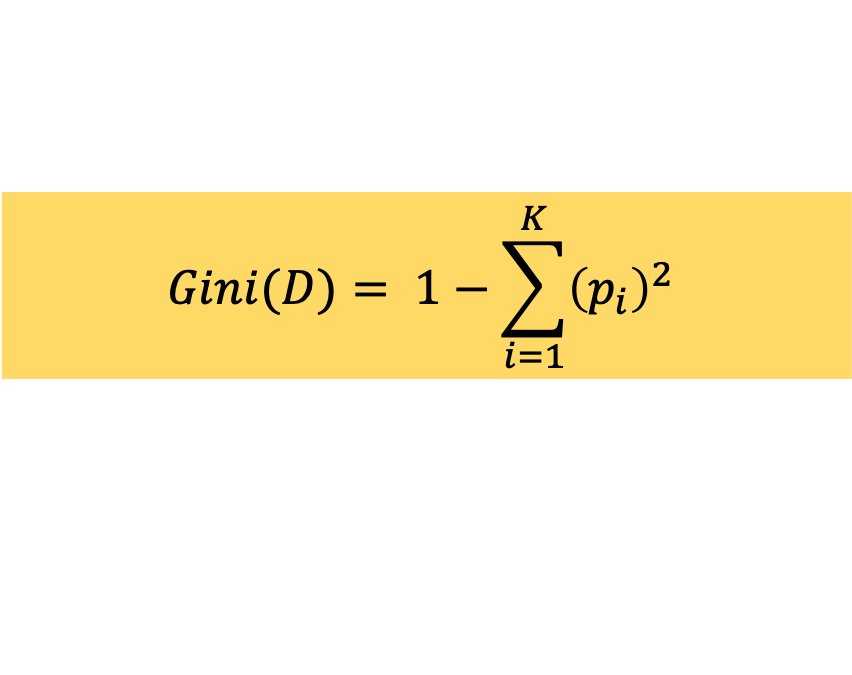 Gini(D) = 1 − ∑_{i=1}^{K} (p_i)^2